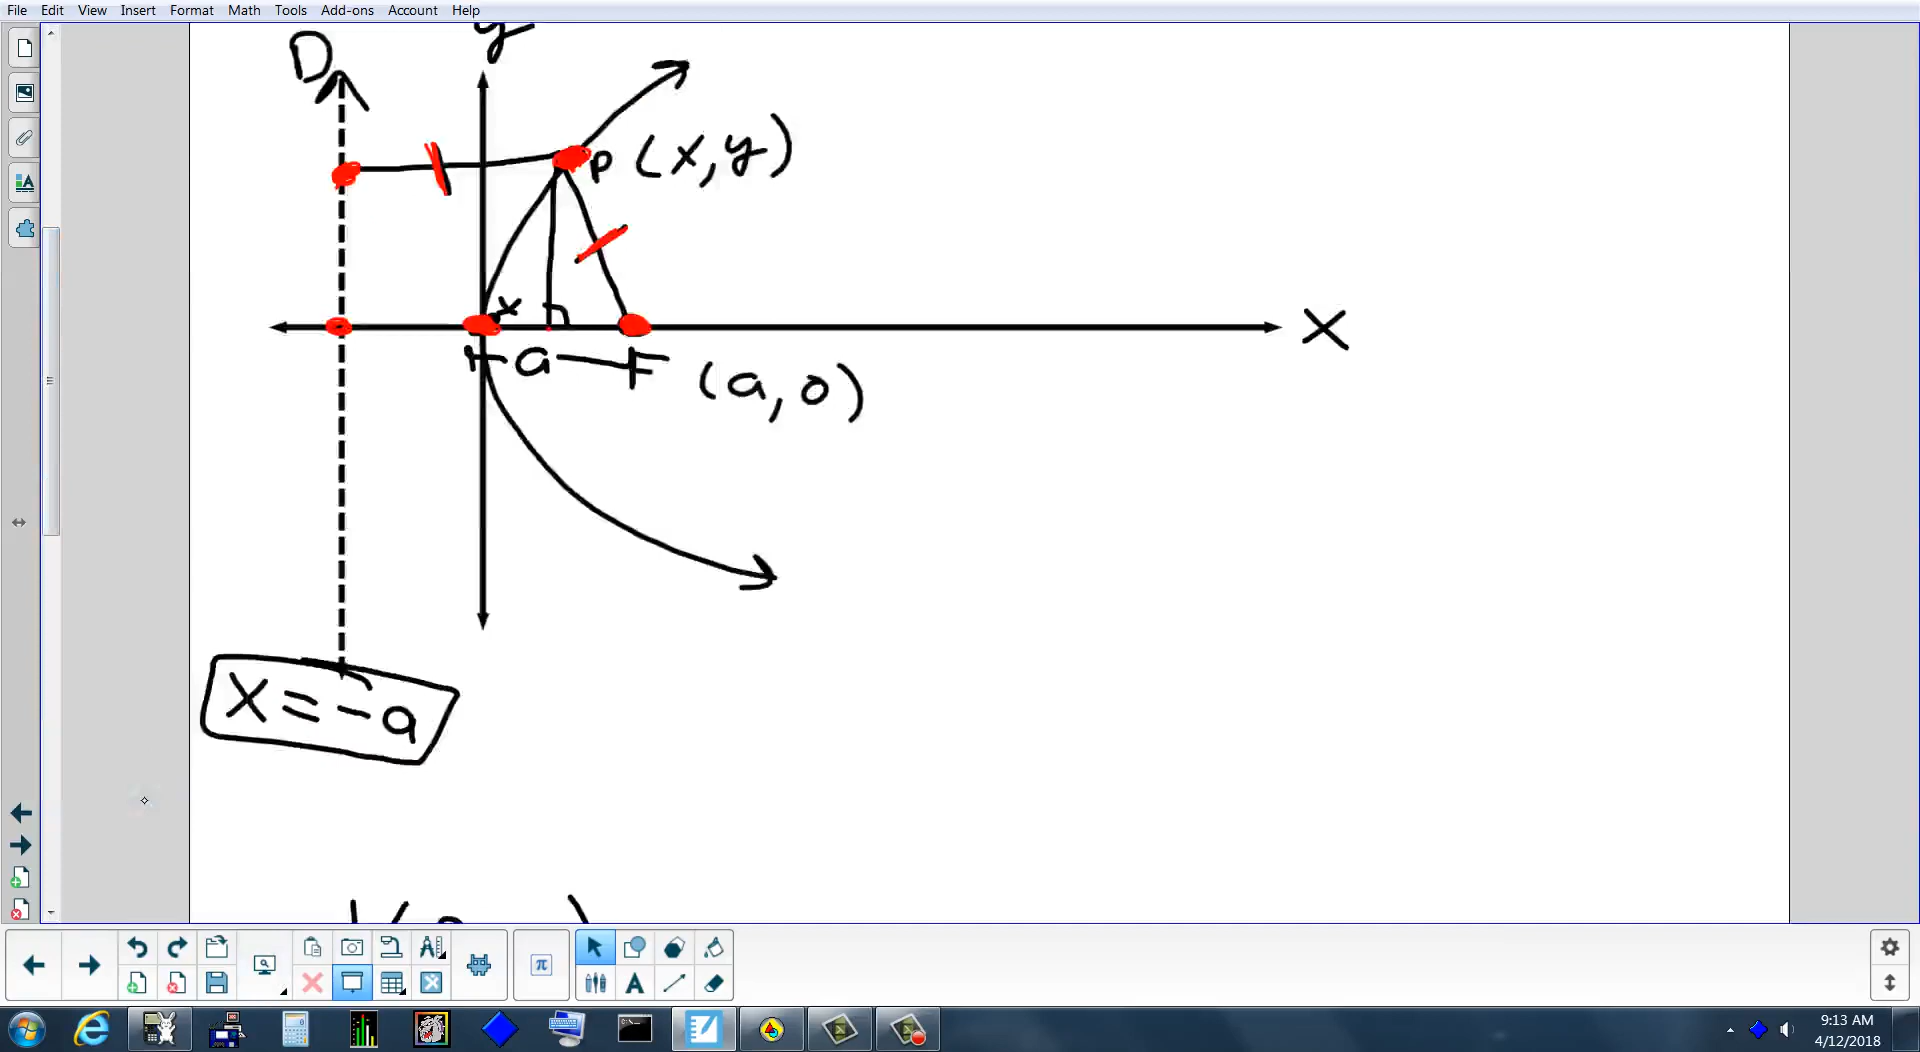 File Edit View Insert Format Math Tools Add-ons Account Help
y
D
P (x,y)
x
X
a
F
(a, 0)
X = -a
π
A
9:13 AM
4/12/2018